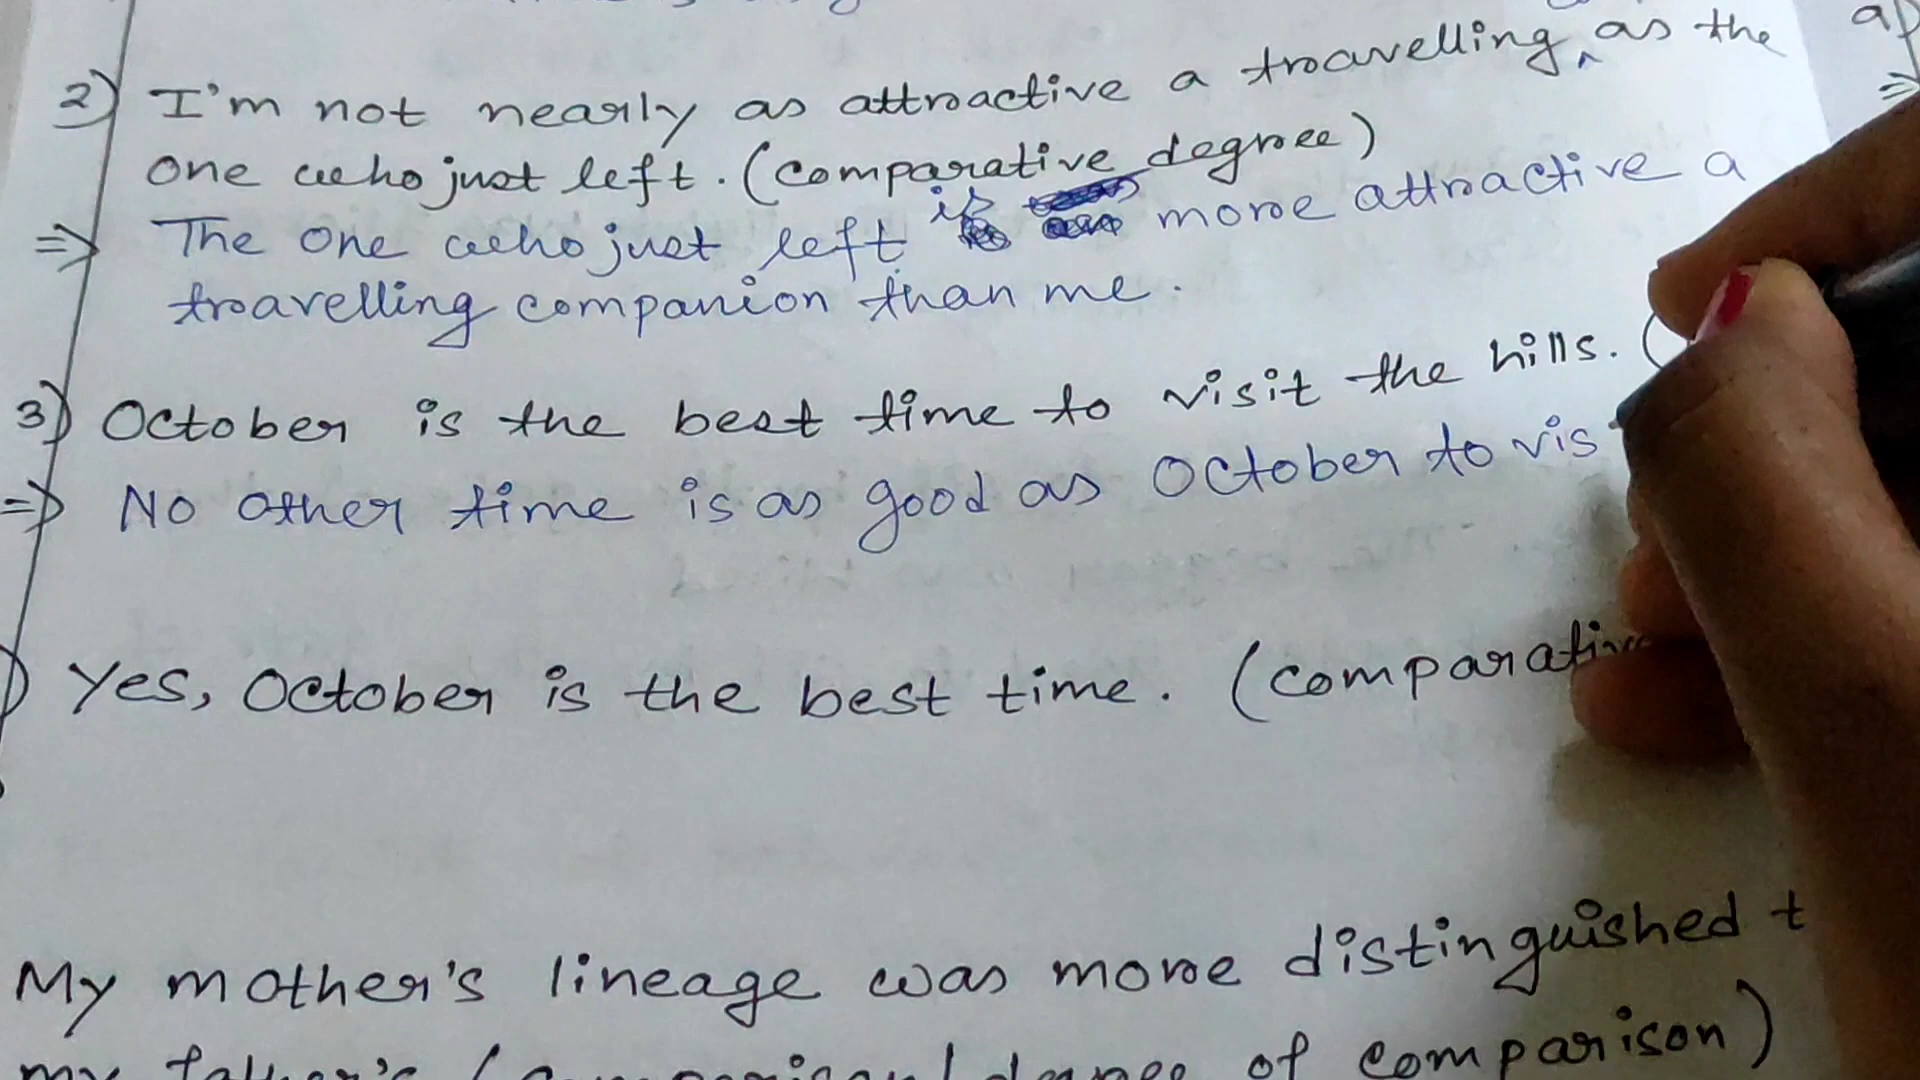 2) I'm not nearly as attractive a travelling ^ as the
one who just left. (comparative degree)
=> The one who just left is more attractive a
travelling companion than me.
3) October is the best time to visit the hills. (
=> No other time is as good as October to vis
) Yes, October is the best time. (comparative
My mother's lineage was more distinguished t
my father's ( of comparison)
a)
=>